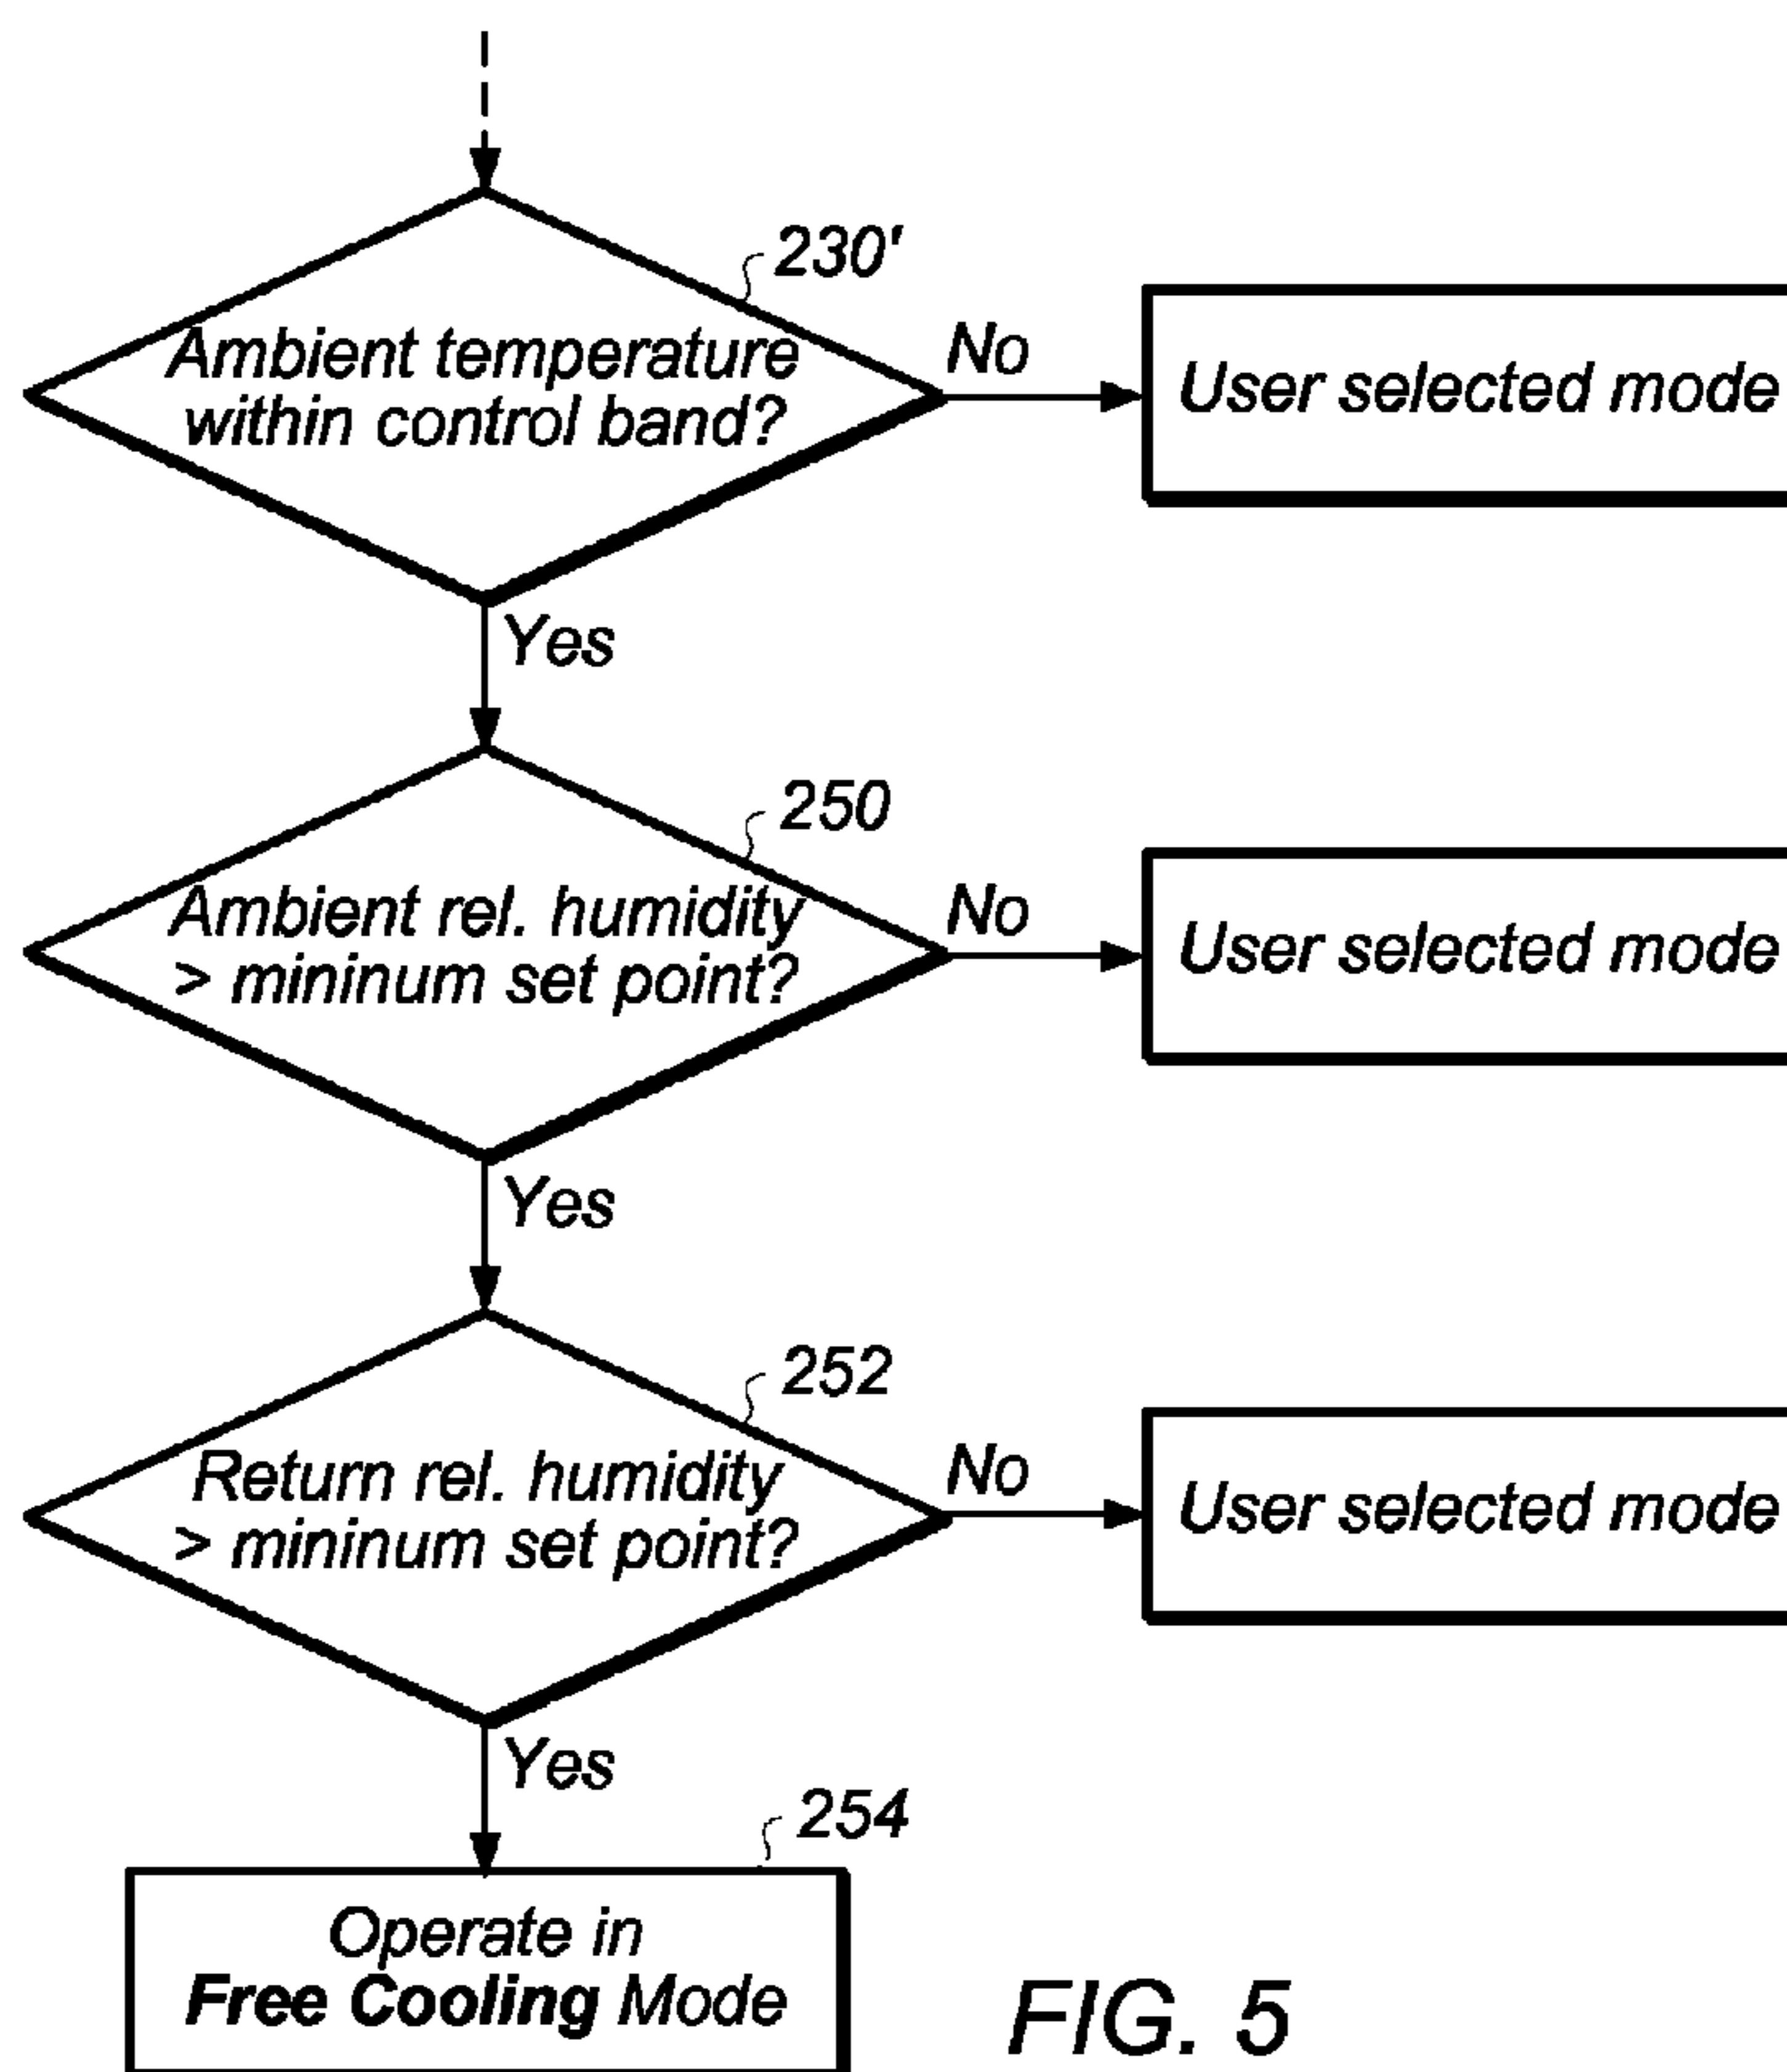 230'
Ambient temperature
within control band?
No
User selected mode
Yes
250
Ambient rel. humidity
> mininum set point?
No
User selected mode
Yes
252
Return rel. humidity
> mininum set point?
No
User selected mode
Yes
254
Operate in
Free Cooling Mode
FIG. 5